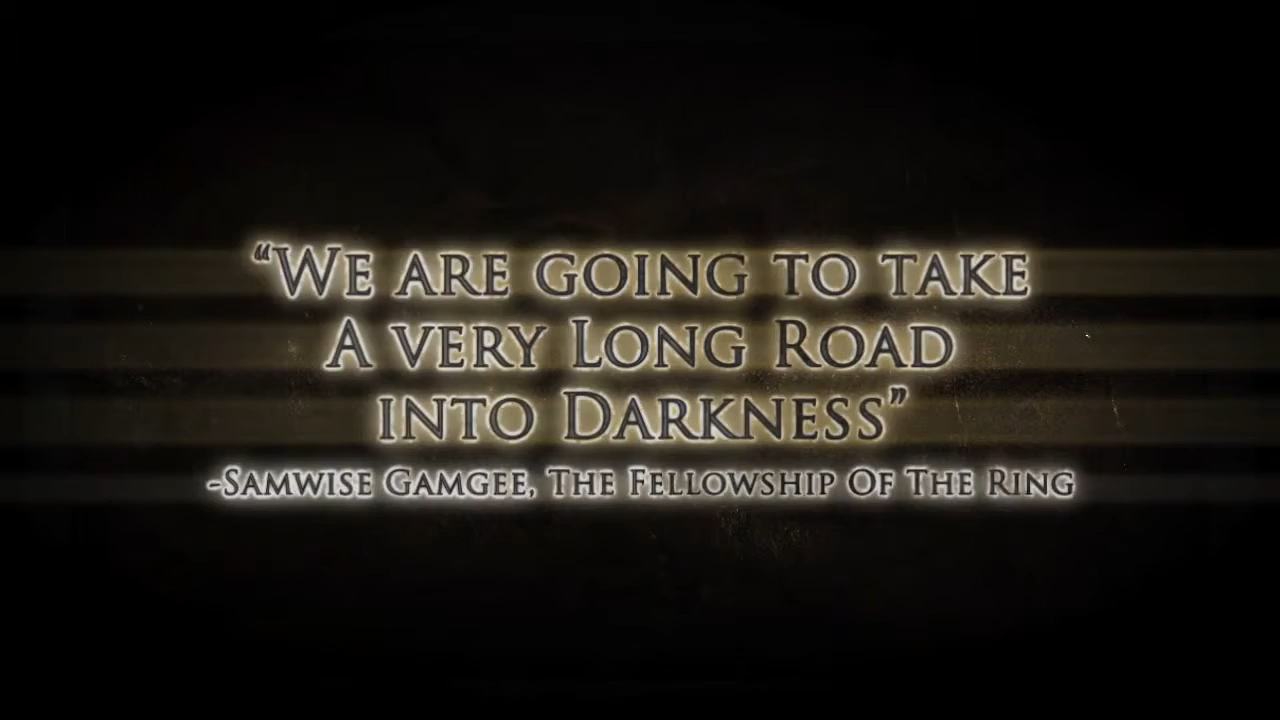 “We are going to take
A very Long Road
into Darkness”
-Samwise Gamgee, The Fellowship Of The Ring